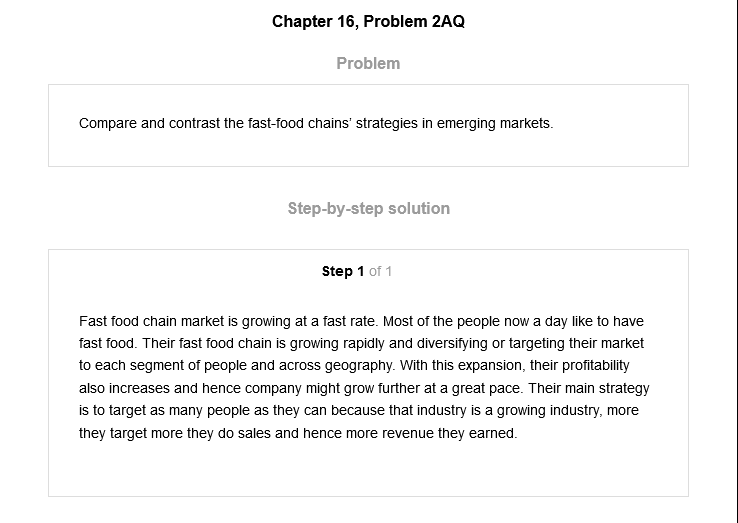 Chapter 16, Problem 2AQ
Problem
Compare and contrast the fast-food chains’ strategies in emerging markets.
Step-by-step solution
Step 1 of 1
Fast food chain market is growing at a fast rate. Most of the people now a day like to have
fast food. Their fast food chain is growing rapidly and diversifying or targeting their market
to each segment of people and across geography. With this expansion, their profitability
also increases and hence company might grow further at a great pace. Their main strategy
is to target as many people as they can because that industry is a growing industry, more
they target more they do sales and hence more revenue they earned.